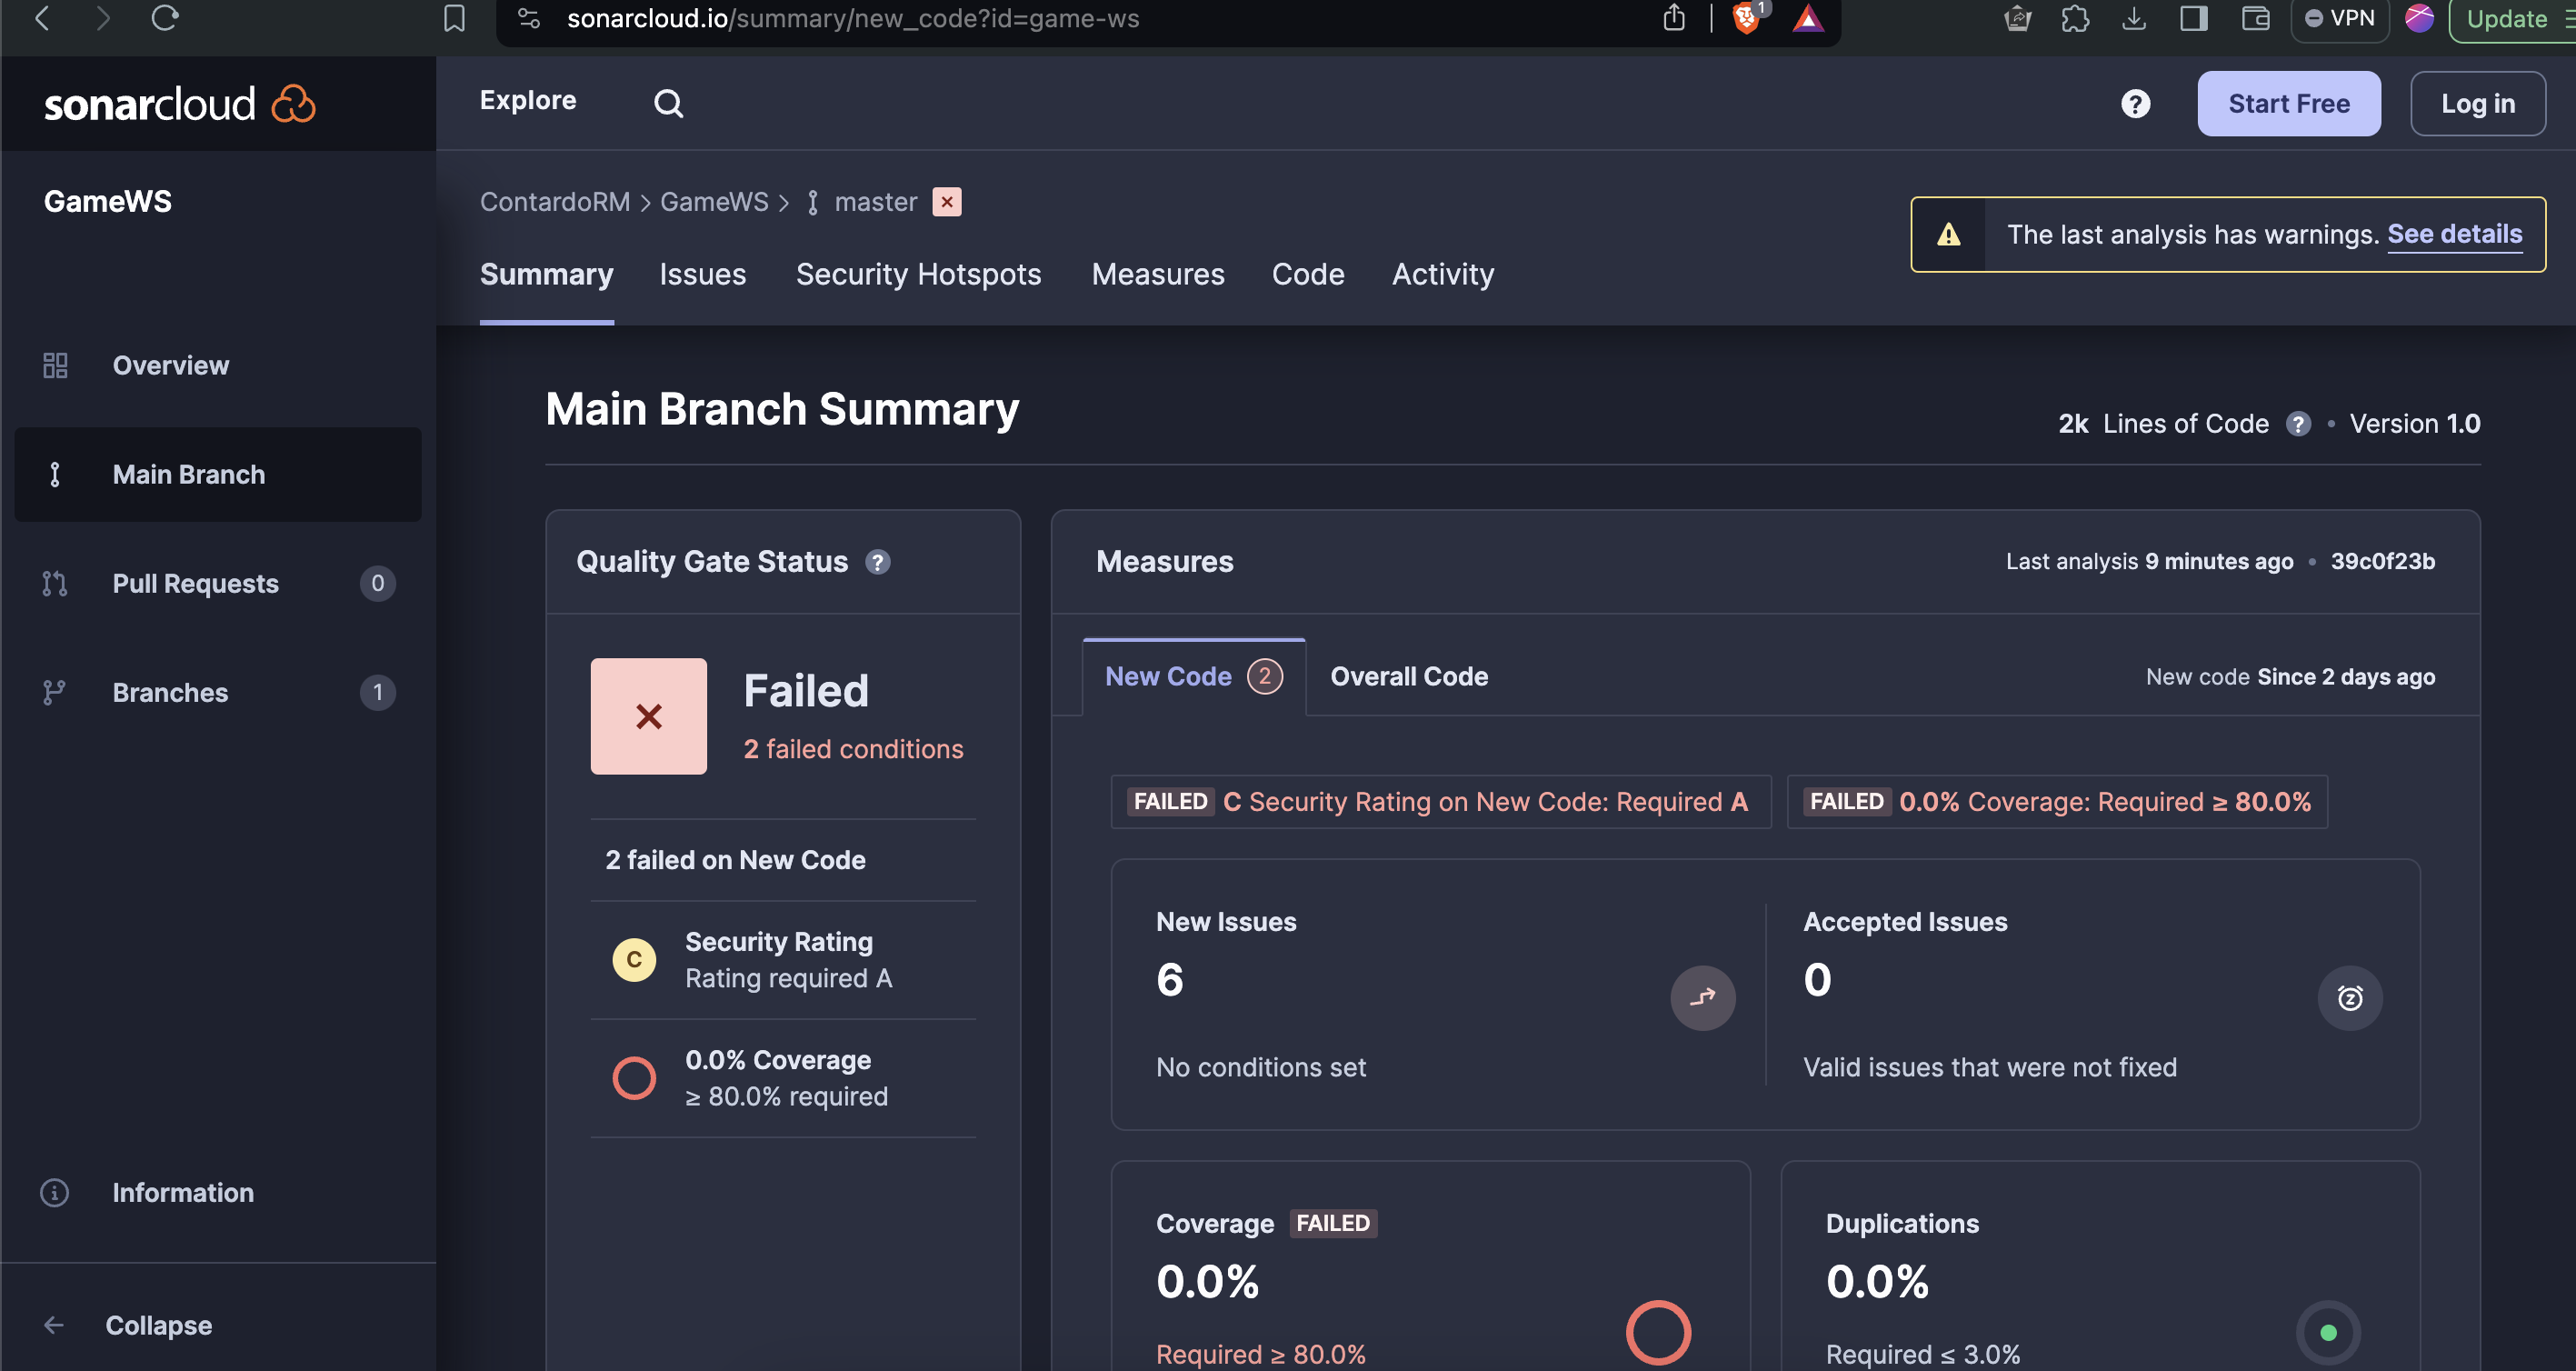 sonarcloud.io/summary/new_code?id=game-ws
1
VPN
Update
sonarcloud
Explore
Start Free
Log in
GameWS
ContardoRM > GameWS > master
The last analysis has warnings. See details
Summary
Issues
Security Hotspots
Measures
Code
Activity
Overview
Main Branch
Pull Requests 0
Branches 1
Information
Collapse
Main Branch Summary
2k Lines of Code ? • Version 1.0
Quality Gate Status ?
Failed
2 failed conditions
2 failed on New Code
C
Security Rating
Rating required A
0.0% Coverage
≥ 80.0% required
Measures
Last analysis 9 minutes ago • 39c0f23b
New Code 2
Overall Code
New code Since 2 days ago
FAILED C Security Rating on New Code: Required A
FAILED 0.0% Coverage: Required ≥ 80.0%
New Issues
6
No conditions set
Accepted Issues
0
Valid issues that were not fixed
Coverage FAILED
0.0%
Required ≥ 80.0%
Duplications
0.0%
Required ≤ 3.0%